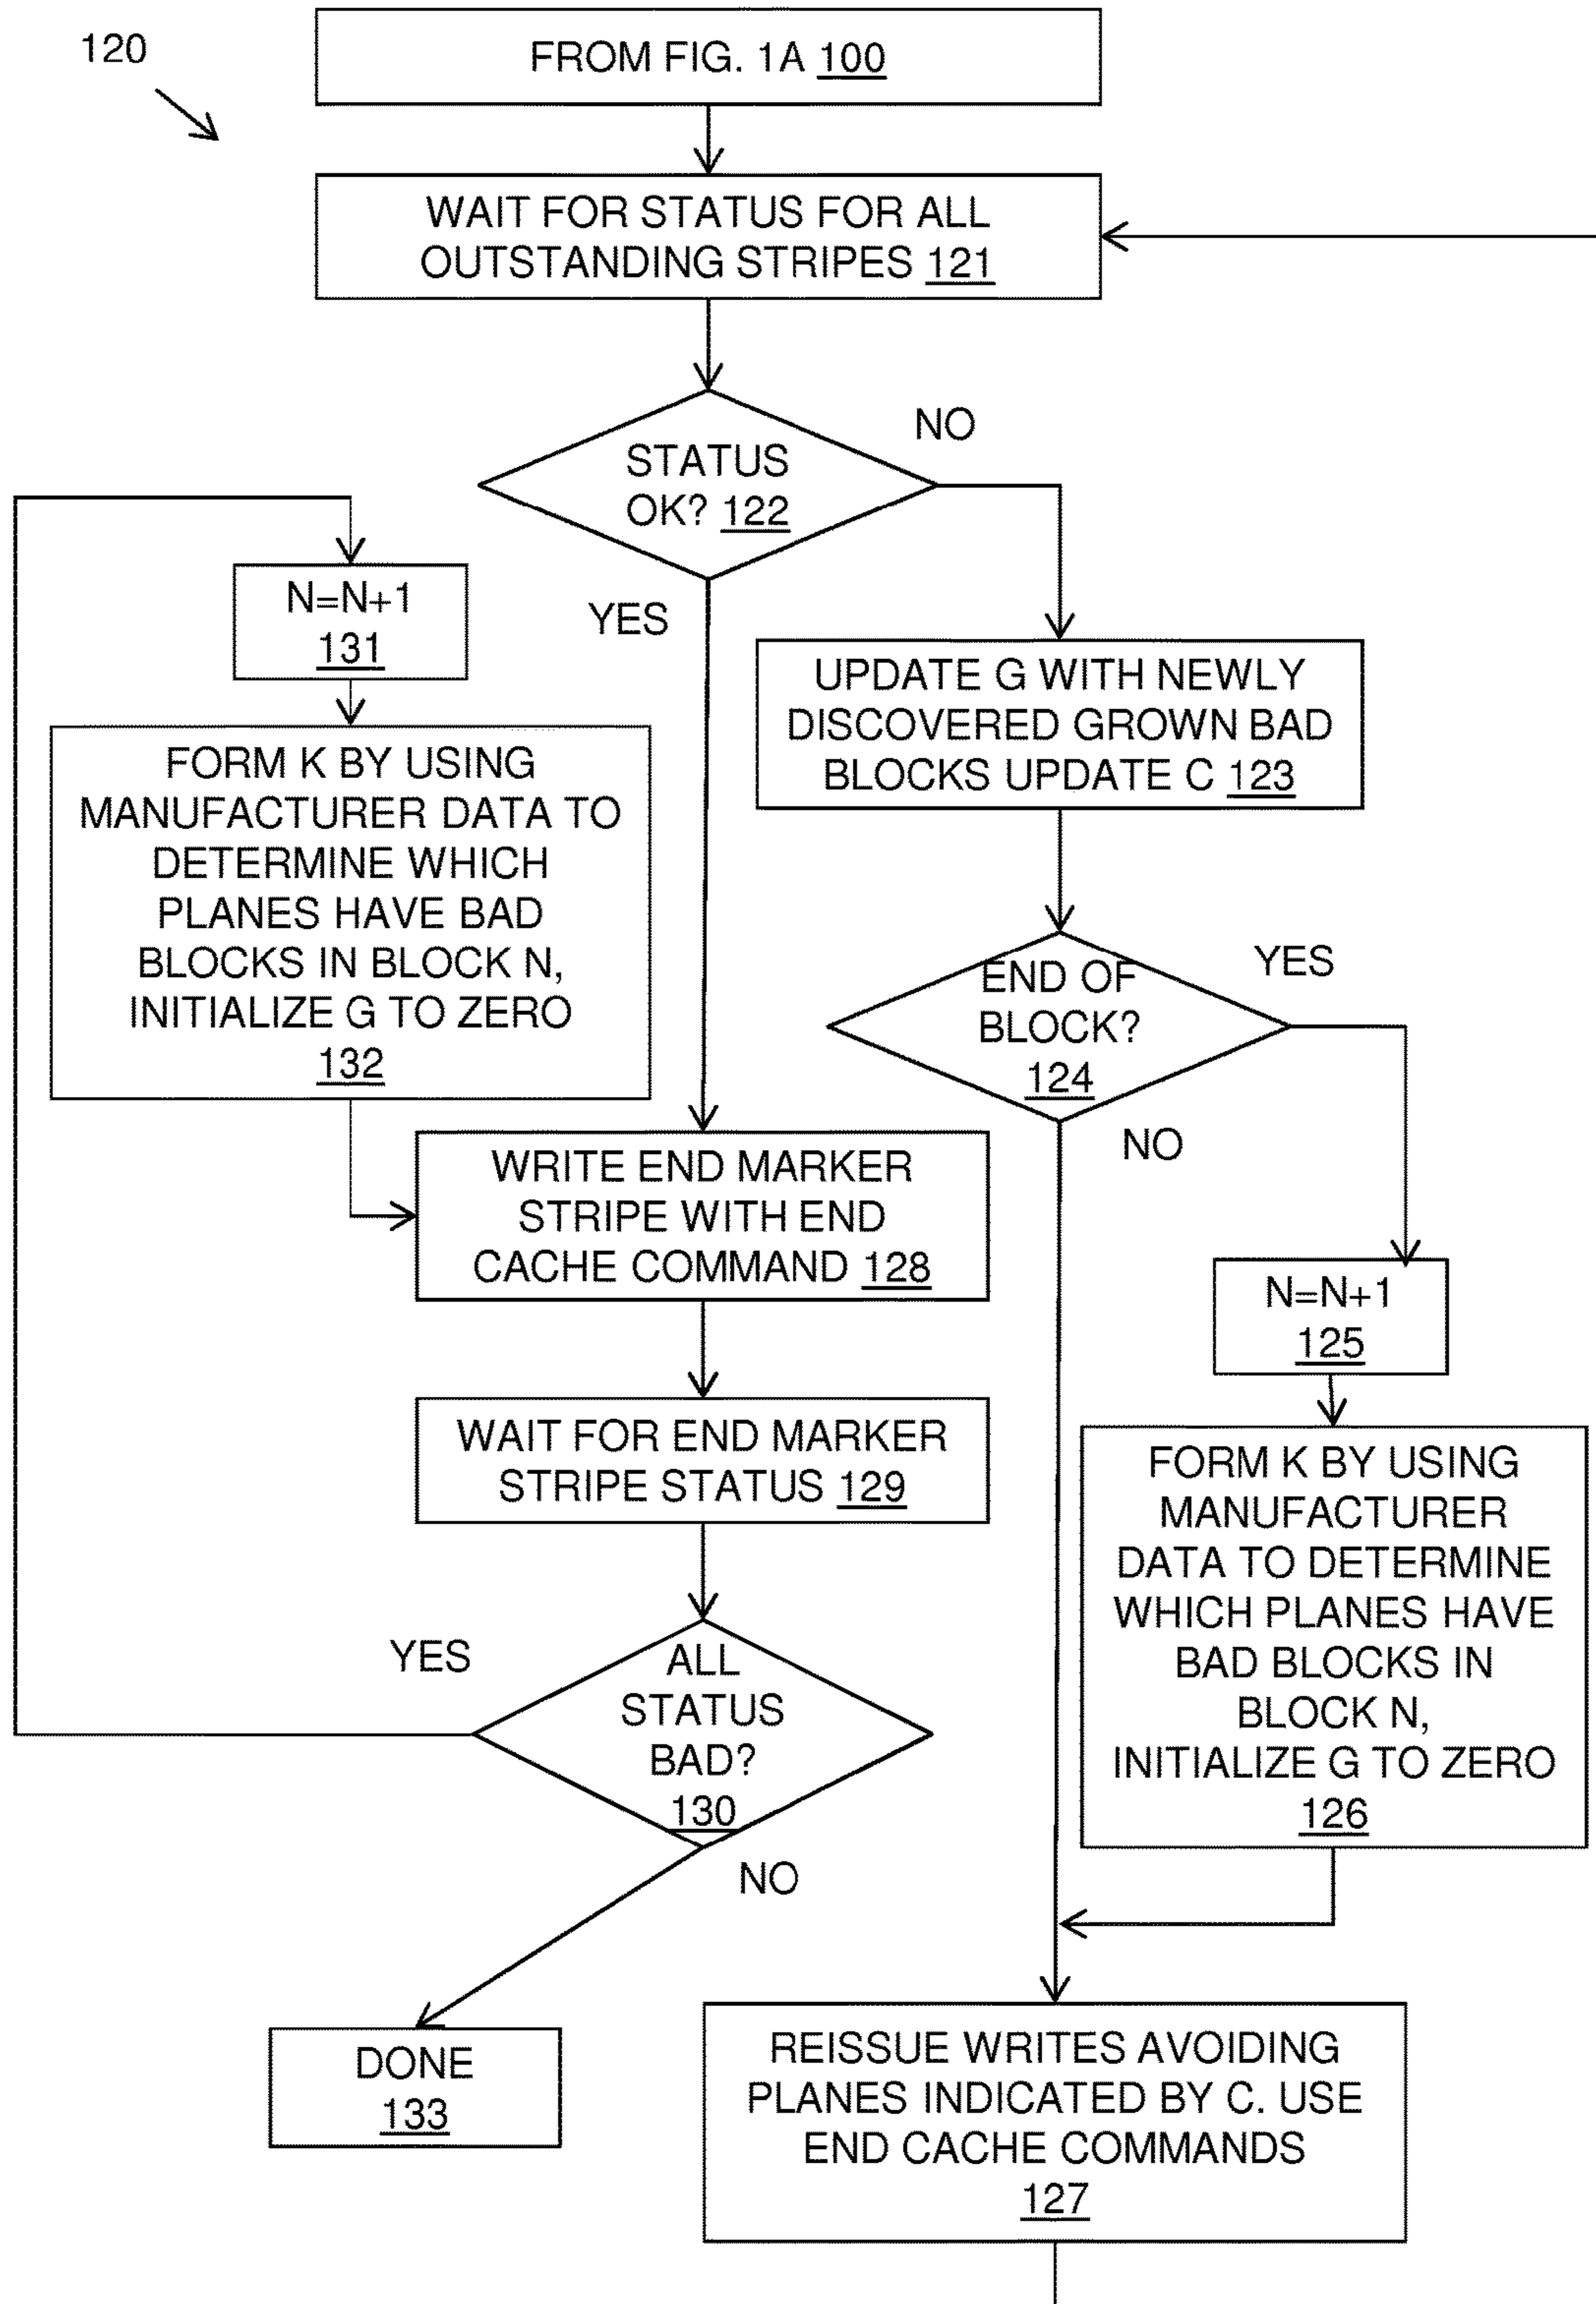 120
FROM FIG. 1A 100
WAIT FOR STATUS FOR ALL
OUTSTANDING STRIPES 121
STATUS
OK? 122
NO
YES
N=N+1
131
UPDATE G WITH NEWLY
DISCOVERED GROWN BAD
BLOCKS UPDATE C 123
FORM K BY USING
MANUFACTURER DATA TO
DETERMINE WHICH
PLANES HAVE BAD
BLOCKS IN BLOCK N,
INITIALIZE G TO ZERO
132
END OF
BLOCK?
124
YES
NO
WRITE END MARKER
STRIPE WITH END
CACHE COMMAND 128
N=N+1
125
WAIT FOR END MARKER
STRIPE STATUS 129
FORM K BY USING
MANUFACTURER
DATA TO DETERMINE
WHICH PLANES HAVE
BAD BLOCKS IN
BLOCK N,
INITIALIZE G TO ZERO
126
YES
ALL
STATUS
BAD?
130
NO
DONE
133
REISSUE WRITES AVOIDING
PLANES INDICATED BY C. USE
END CACHE COMMANDS
127